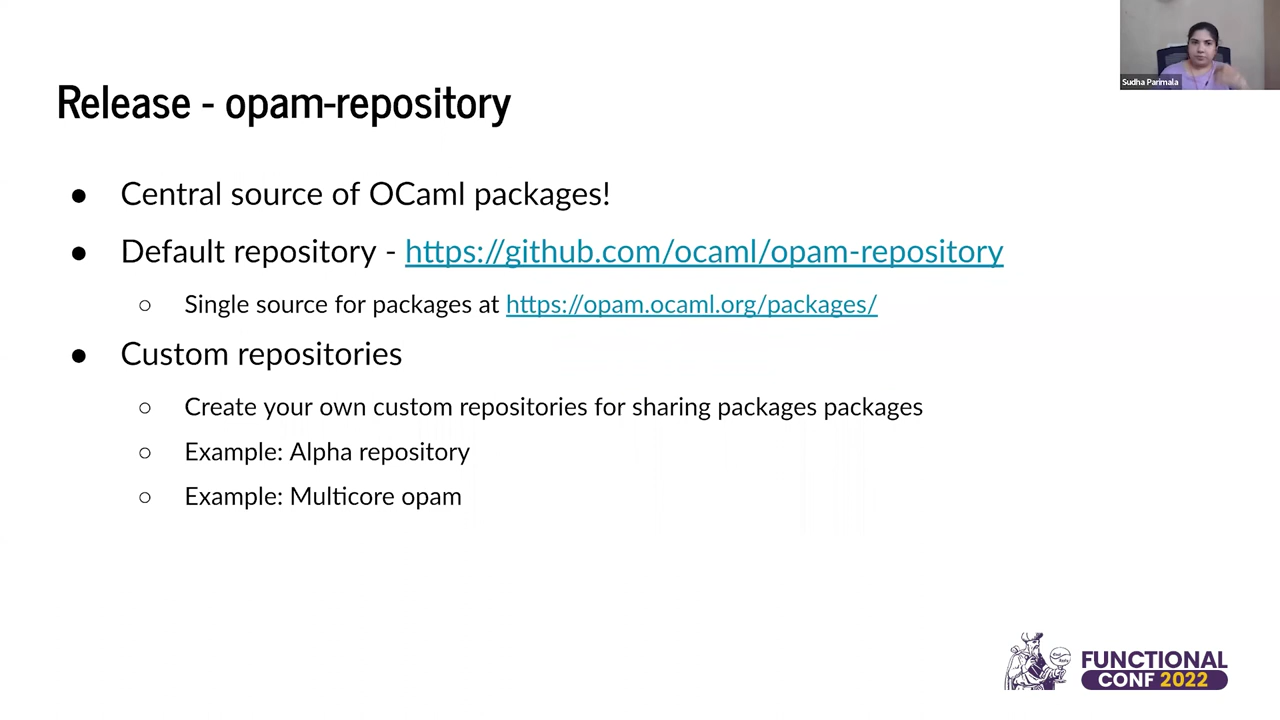 Sudha Parimala
Release - opam-repository
● Central source of OCaml packages!
● Default repository - https://github.com/ocaml/opam-repository
○ Single source for packages at https://opam.ocaml.org/packages/
● Custom repositories
○ Create your own custom repositories for sharing packages packages
○ Example: Alpha repository
○ Example: Multicore opam
FUNCTIONAL
CONF 2022